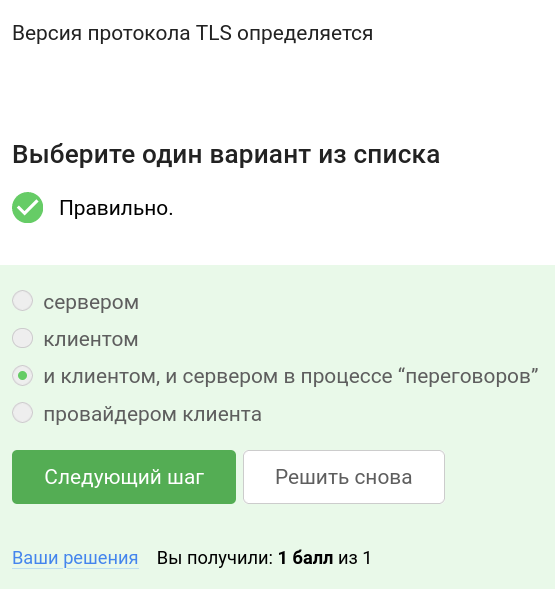 Версия протокола TLS определяется
Выберите один вариант из списка
Правильно.
сервером
клиентом
и клиентом, и сервером в процессе “переговоров”
провайдером клиента
Следующий шаг
Решить снова
Ваши решения Вы получили: 1 балл из 1